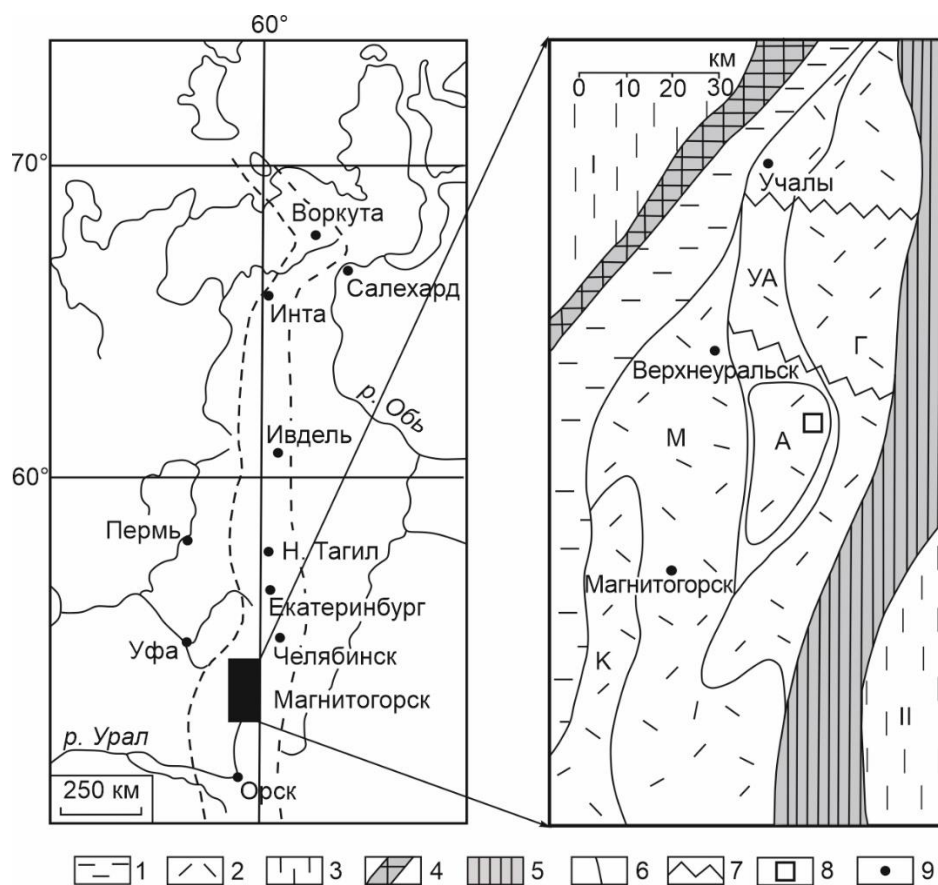 60°
70°
Воркута
Салехард
Инта
р. Обь
Ивдель
60°
Пермь
Н. Тагил
Екатеринбург
Уфа
Челябинск
Магнитогорск
р. Урал
250 км
Орск
км
0 10 20 30
I
Учалы
УА
Г
Верхнеуральск
М
А
Магнитогорск
К
II
1 2 3 4 5 6 7 8 9